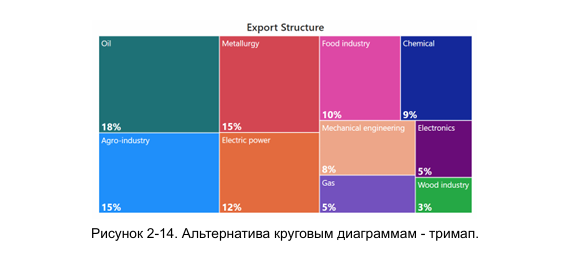 Export Structure
Oil
18%
Metallurgy
15%
Food industry
10%
Chemical
9%
Agro-industry
15%
Electric power
12%
Mechanical engineering
8%
Electronics
5%
Gas
5%
Wood industry
3%
Рисунок 2-14. Альтернатива круговым диаграммам - тримап.